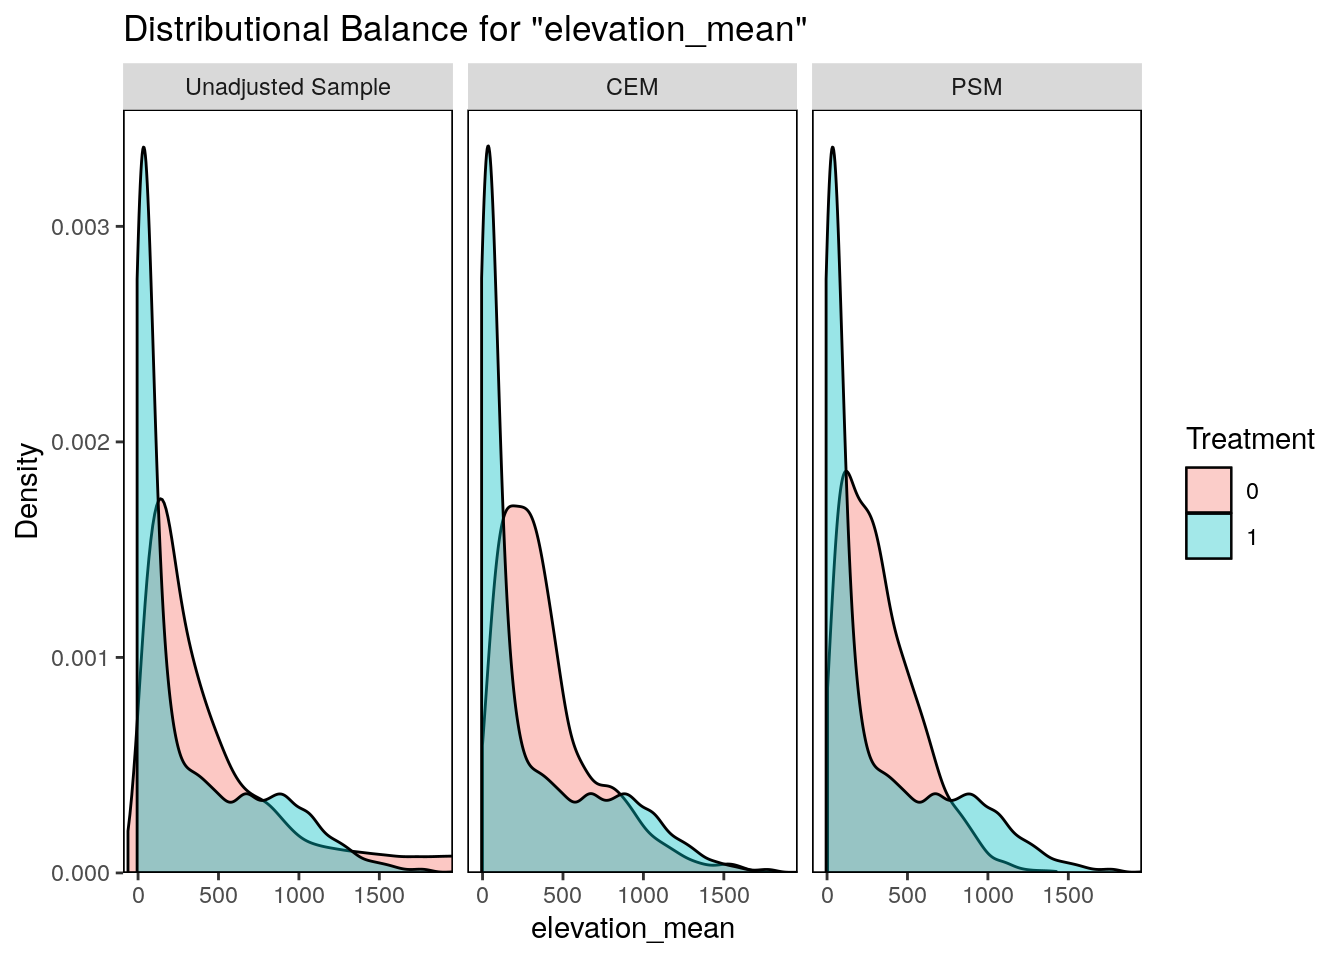 Distributional Balance for "elevation_mean"
Unadjusted Sample
CEM
PSM
Density
0.003
0.002
0.001
0.000
0 500 1000 1500
0 500 1000 1500
0 500 1000 1500
elevation_mean
Treatment
0
1